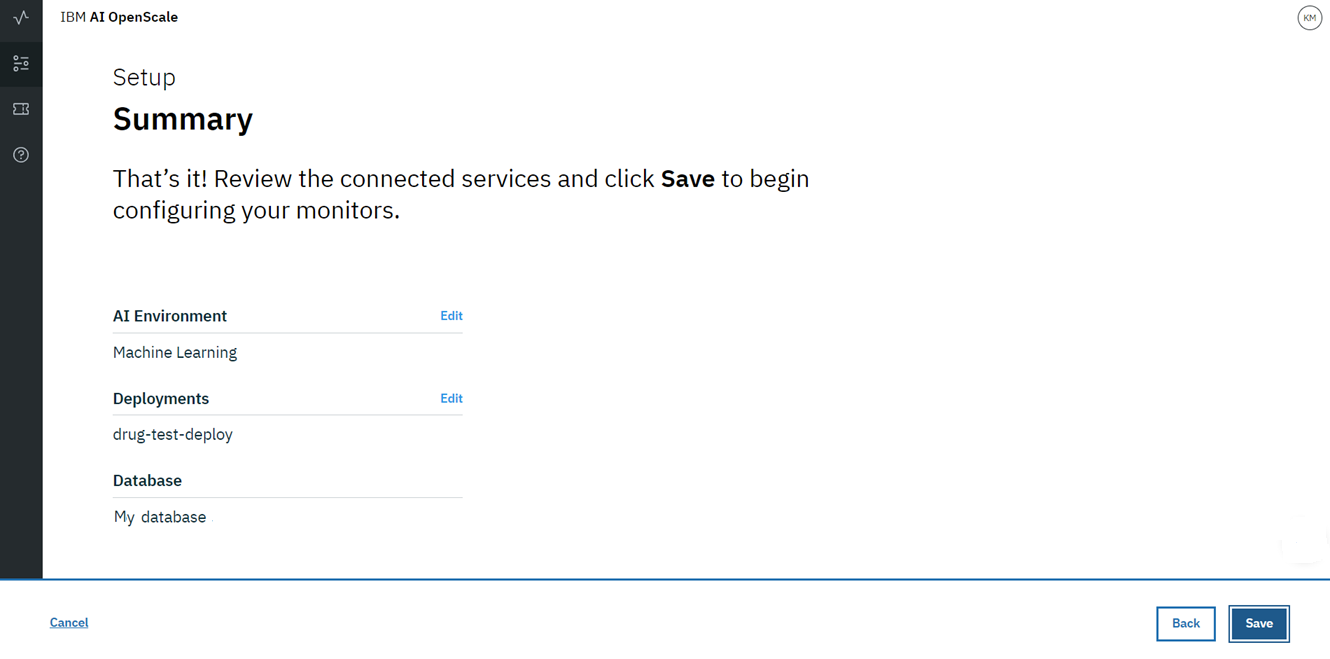 IBM AI OpenScale
KM
Setup
Summary
That’s it! Review the connected services and click Save to begin
configuring your monitors.
AI Environment Edit
Machine Learning
Deployments Edit
drug-test-deploy
Database
My database
Cancel
Back
Save